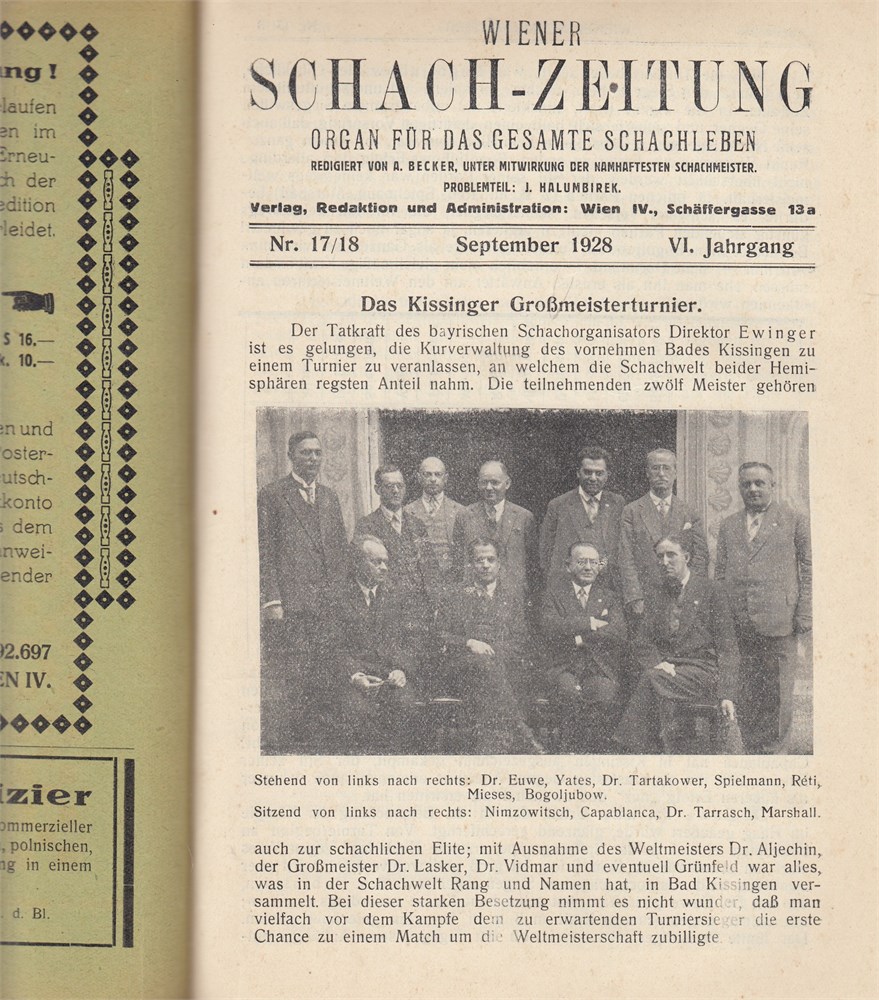 ng!
laufen
en im
Erneu-
ch der
edition
leidet.
S 16.—
k. 10.—
en und
oster-
utsch-
konto
s dem
nwei-
ender
92.697
EN IV.
zier
ommerzieller
, polnischen,
ng in einem
. d. Bl.
WIENER
SCHACH-ZEITUNG
ORGAN FÜR DAS GESAMTE SCHACHLEBEN
REDIGIERT VON A. BECKER, UNTER MITWIRKUNG DER NAMHAFTESTEN SCHACHMEISTER.
PROBLEMTEIL: J. HALUMBIREK.
Verlag, Redaktion und Administration: Wien IV., Schäffergasse 13a
Nr. 17/18 September 1928 VI. Jahrgang
Das Kissinger Großmeisterturnier.
Der Tatkraft des bayrischen Schachorganisators Direktor Ewinger
ist es gelungen, die Kurverwaltung des vornehmen Bades Kissingen zu
einem Turnier zu veranlassen, an welchem die Schachwelt beider Hemi-
sphären regsten Anteil nahm. Die teilnehmenden zwölf Meister gehören
Stehend von links nach rechts: Dr. Euwe, Yates, Dr. Tartakower, Spielmann, Réti,
Mieses, Bogoljubow.
Sitzend von links nach rechts: Nimzowitsch, Capablanca, Dr. Tarrasch, Marshall.
auch zur schachlichen Elite; mit Ausnahme des Weltmeisters Dr. Aljechin,
der Großmeister Dr. Lasker, Dr. Vidmar und eventuell Grünfeld war alles,
was in der Schachwelt Rang und Namen hat, in Bad Kissingen ver-
sammelt. Bei dieser starken Besetzung nimmt es nicht wunder, daß man
vielfach vor dem Kampfe dem zu erwartenden Turniersieger die erste
Chance zu einem Match um die Weltmeisterschaft zubilligte.